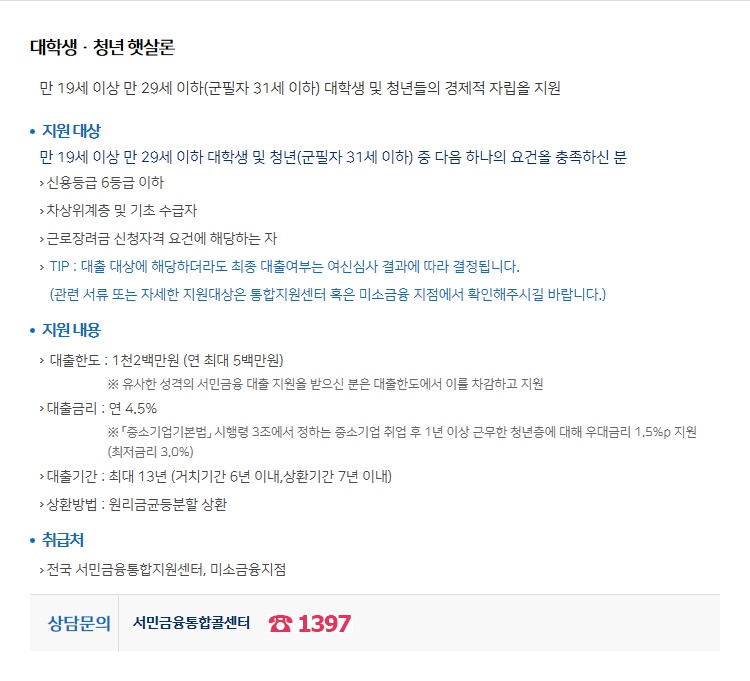 대학생 · 청년 햇살론
만 19세 이상 만 29세 이하(군필자 31세 이하) 대학생 및 청년들의 경제적 자립을 지원
• 지원 대상
만 19세 이상 만 29세 이하 대학생 및 청년(군필자 31세 이하) 중 다음 하나의 요건을 충족하신 분
› 신용등급 6등급 이하
› 차상위계층 및 기초 수급자
› 근로장려금 신청자격 요건에 해당하는 자
› TIP : 대출 대상에 해당하더라도 최종 대출여부는 여신심사 결과에 따라 결정됩니다.
(관련 서류 또는 자세한 지원대상은 통합지원센터 혹은 미소금융 지점에서 확인해주시길 바랍니다.)
• 지원 내용
› 대출한도 : 1천2백만원 (연 최대 5백만원)
※ 유사한 성격의 서민금융 대출 지원을 받으신 분은 대출한도에서 이를 차감하고 지원
› 대출금리 : 연 4.5%
※ 「중소기업기본법」 시행령 3조에서 정하는 중소기업 취업 후 1년 이상 근무한 청년층에 대해 우대금리 1.5%p 지원
(최저금리 3.0%)
› 대출기간 : 최대 13년 (거치기간 6년 이내,상환기간 7년 이내)
› 상환방법 : 원리금균등분할 상환
• 취급처
› 전국 서민금융통합지원센터, 미소금융지점
상담문의 서민금융통합콜센터 ☎ 1397